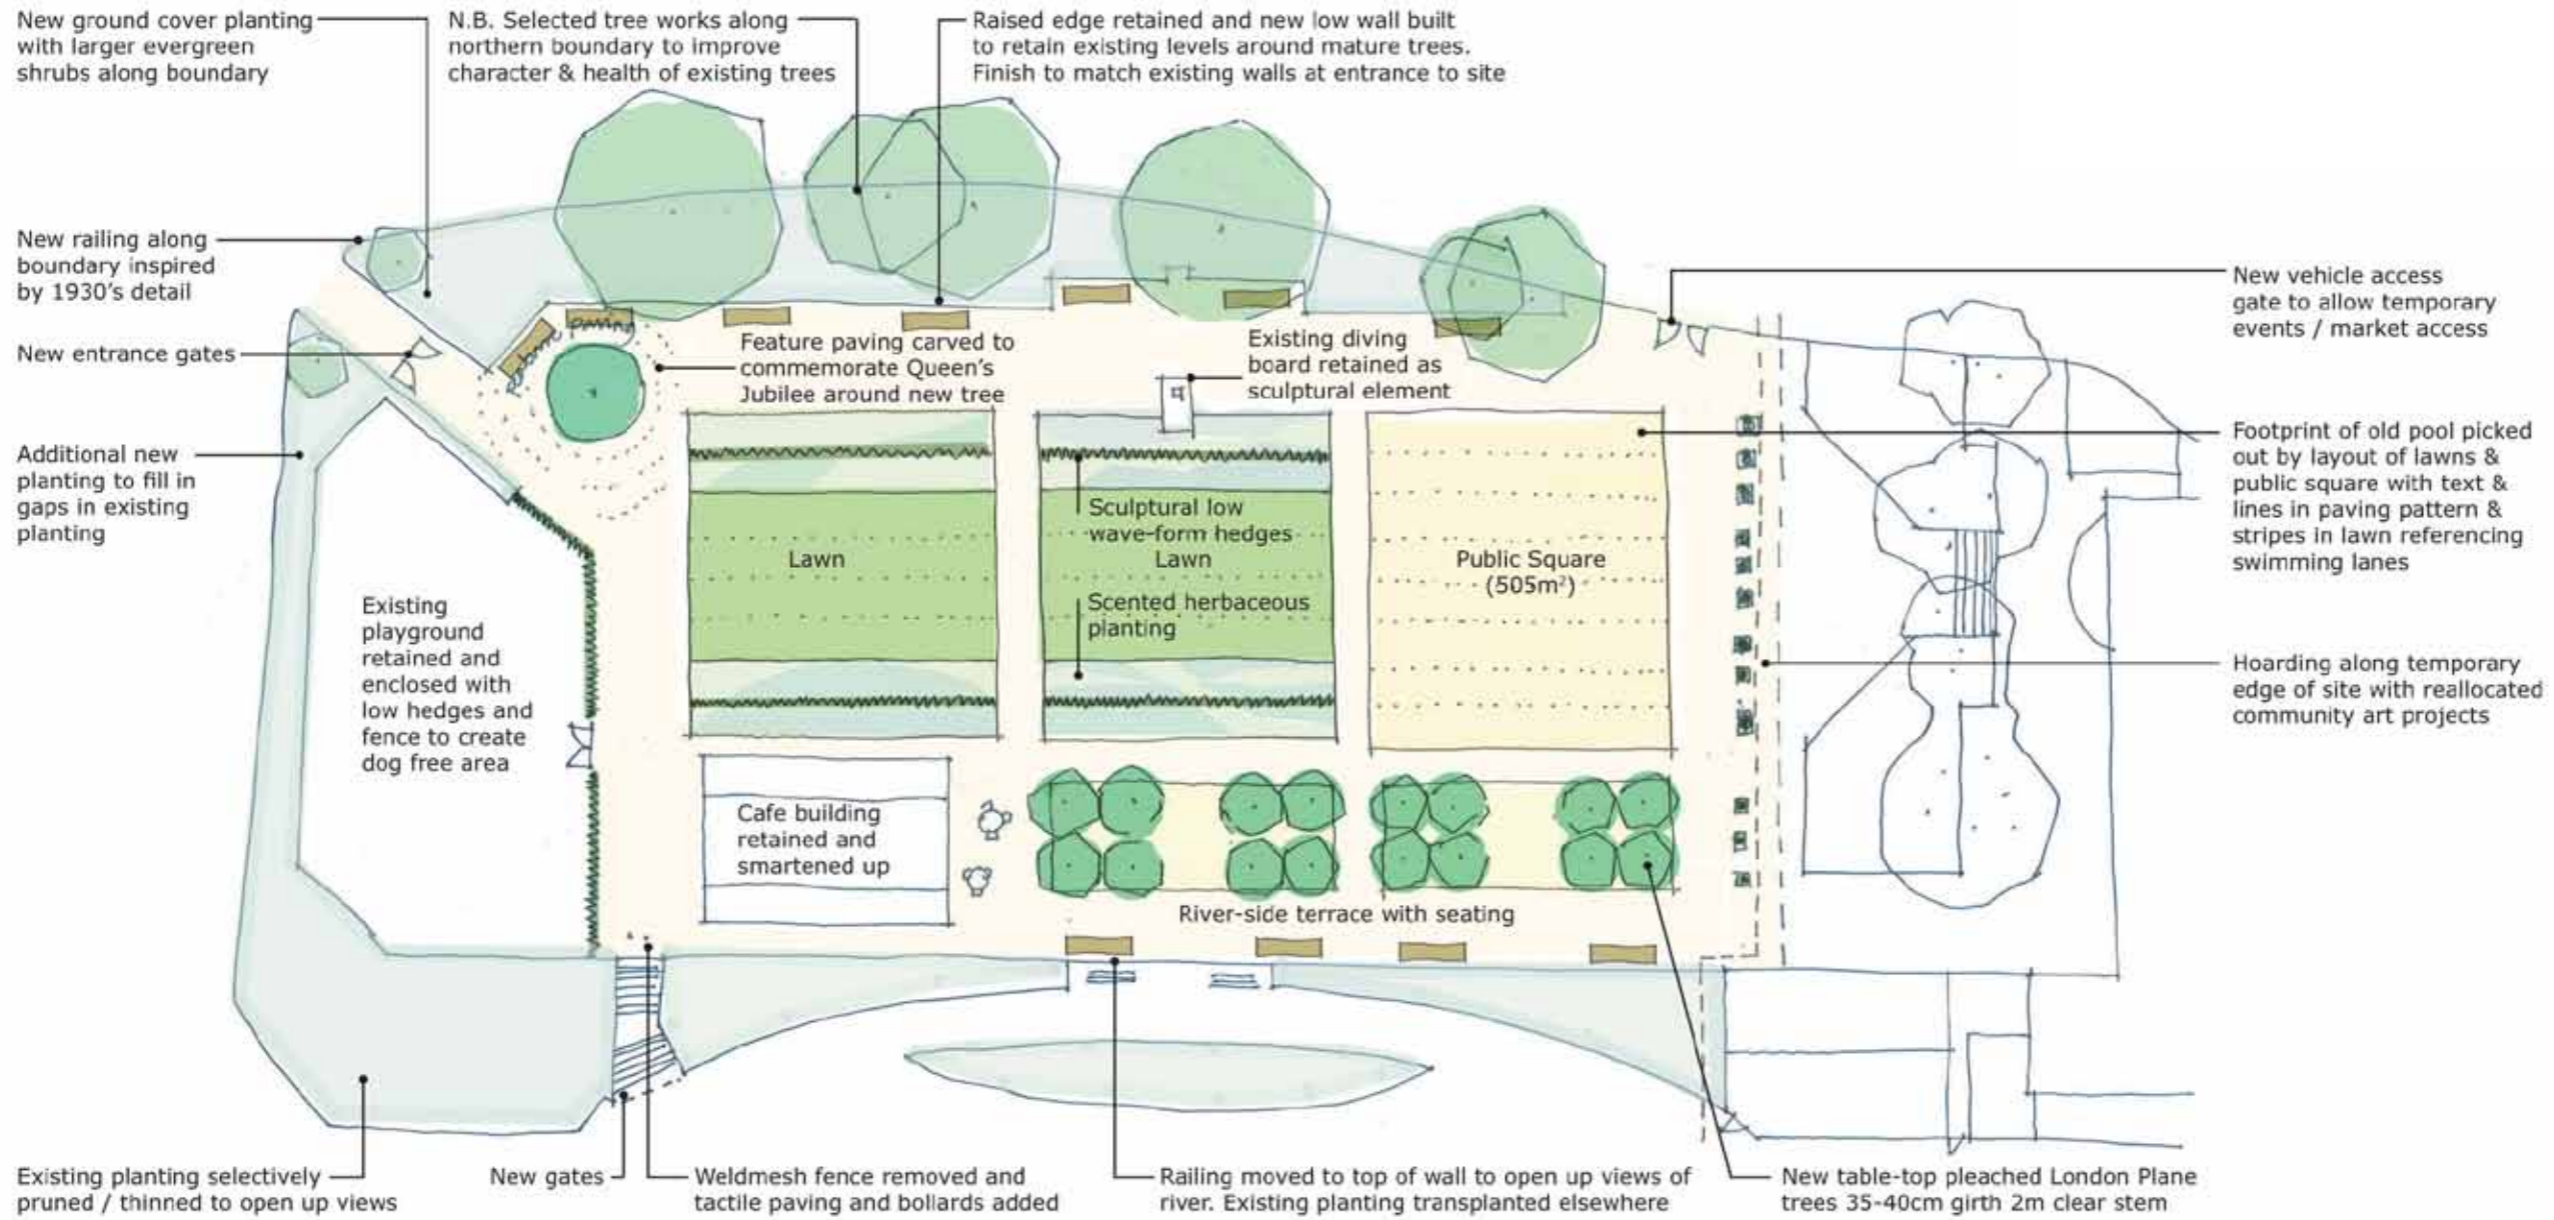 New ground cover planting
with larger evergreen
shrubs along boundary
N.B. Selected tree works along
northern boundary to improve
character & health of existing trees
Raised edge retained and new low wall built
to retain existing levels around mature trees.
Finish to match existing walls at entrance to site
New railing along
boundary inspired
by 1930's detail
New entrance gates
Additional new
planting to fill in
gaps in existing
planting
Feature paving carved to
commemorate Queen's
Jubilee around new tree
Existing diving
board retained as
sculptural element
New vehicle access
gate to allow temporary
events / market access
Footprint of old pool picked
out by layout of lawns &
public square with text &
lines in paving pattern &
stripes in lawn referencing
swimming lanes
Sculptural low
wave-form hedges
Lawn
Lawn
Public Square
(505m²)
Scented herbaceous
planting
Existing
playground
retained and
enclosed with
low hedges and
fence to create
dog free area
Hoarding along temporary
edge of site with reallocated
community art projects
Cafe building
retained and
smartened up
River-side terrace with seating
Existing planting selectively
pruned / thinned to open up views
New gates
Weldmesh fence removed and
tactile paving and bollards added
Railing moved to top of wall to open up views of
river. Existing planting transplanted elsewhere
New table-top pleached London Plane
trees 35-40cm girth 2m clear stem